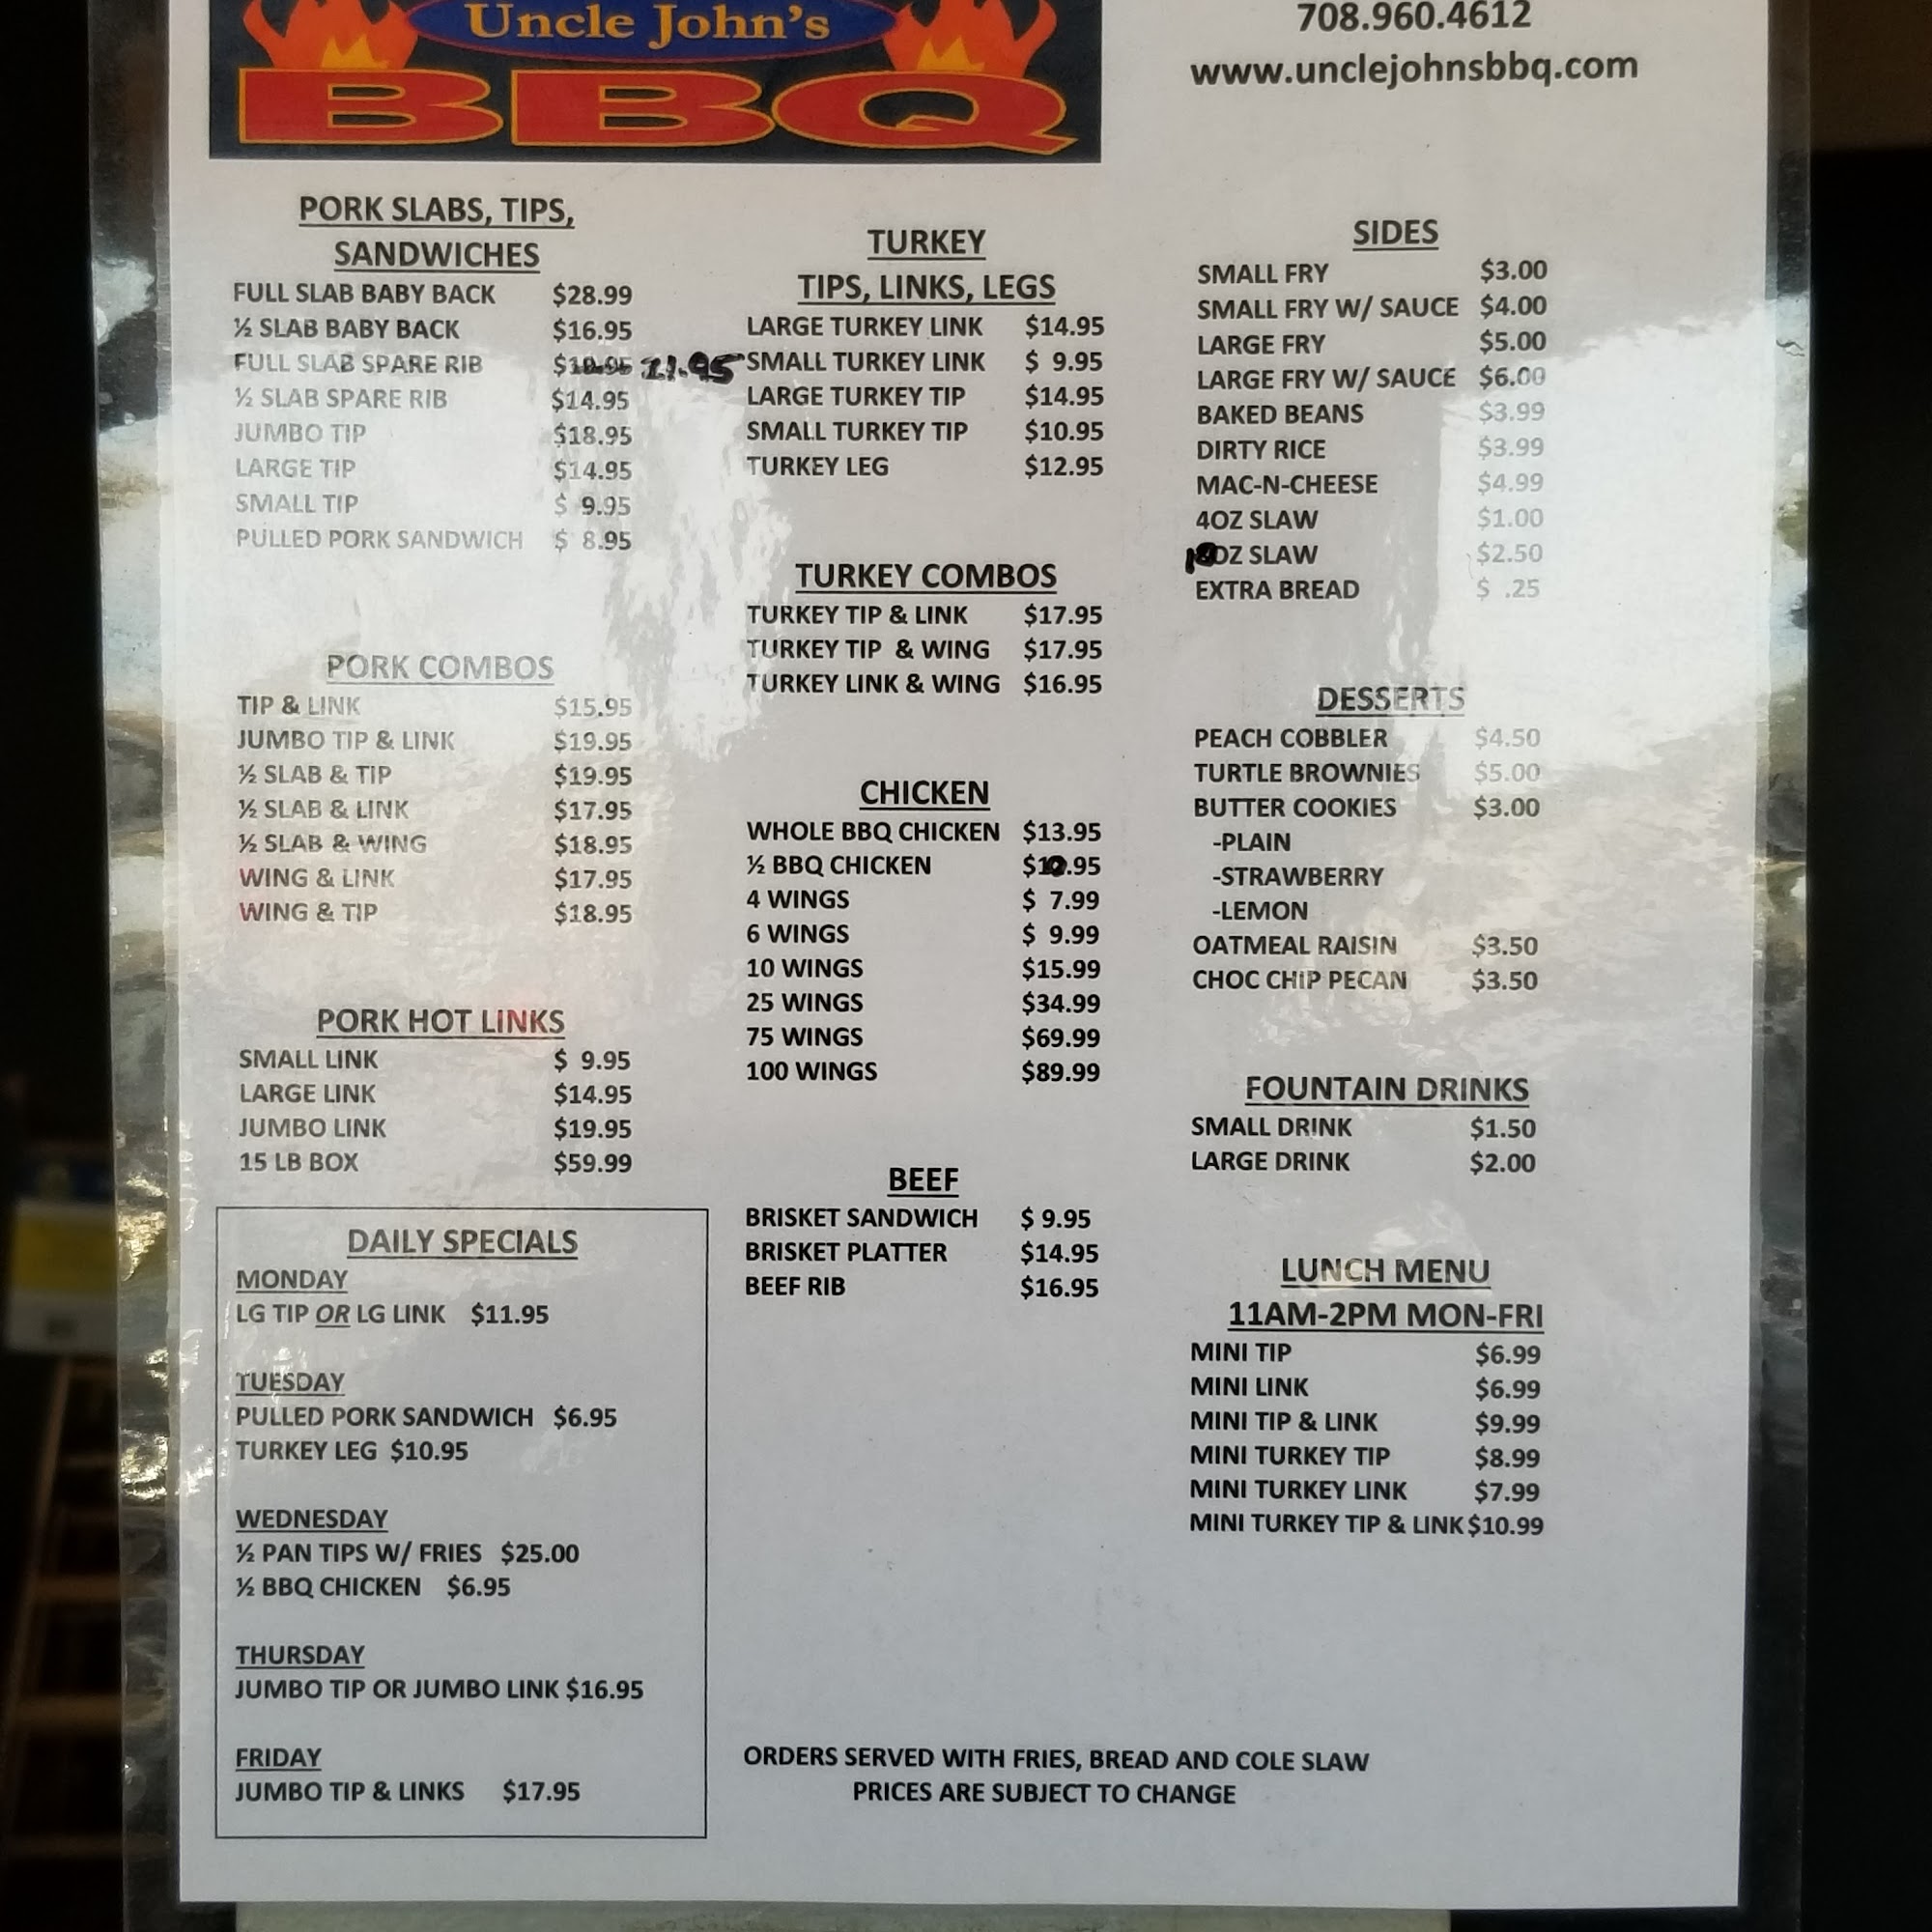 Uncle John's
BBQ
708.960.4612
www.unclejohnsbbq.com
PORK SLABS, TIPS,
SANDWICHES
FULL SLAB BABY BACK $28.99
½ SLAB BABY BACK $16.95
FULL SLAB SPARE RIB 21.95
½ SLAB SPARE RIB $14.95
JUMBO TIP $18.95
LARGE TIP $14.95
SMALL TIP $ 9.95
PULLED PORK SANDWICH $ 8.95
PORK COMBOS
TIP & LINK $15.95
JUMBO TIP & LINK $19.95
½ SLAB & TIP $19.95
½ SLAB & LINK $17.95
½ SLAB & WING $18.95
WING & LINK $17.95
WING & TIP $18.95
PORK HOT LINKS
SMALL LINK $ 9.95
LARGE LINK $14.95
JUMBO LINK $19.95
15 LB BOX $59.99
DAILY SPECIALS
MONDAY
LG TIP OR LG LINK $11.95
TUESDAY
PULLED PORK SANDWICH $6.95
TURKEY LEG $10.95
WEDNESDAY
½ PAN TIPS W/ FRIES $25.00
½ BBQ CHICKEN $6.95
THURSDAY
JUMBO TIP OR JUMBO LINK $16.95
FRIDAY
JUMBO TIP & LINKS $17.95
TURKEY
TIPS, LINKS, LEGS
LARGE TURKEY LINK $14.95
SMALL TURKEY LINK $ 9.95
LARGE TURKEY TIP $14.95
SMALL TURKEY TIP $10.95
TURKEY LEG $12.95
TURKEY COMBOS
TURKEY TIP & LINK $17.95
TURKEY TIP & WING $17.95
TURKEY LINK & WING $16.95
CHICKEN
WHOLE BBQ CHICKEN $13.95
½ BBQ CHICKEN $10.95
4 WINGS $ 7.99
6 WINGS $ 9.99
10 WINGS $15.99
25 WINGS $34.99
75 WINGS $69.99
100 WINGS $89.99
BEEF
BRISKET SANDWICH $ 9.95
BRISKET PLATTER $14.95
BEEF RIB $16.95
SIDES
SMALL FRY $3.00
SMALL FRY W/ SAUCE $4.00
LARGE FRY $5.00
LARGE FRY W/ SAUCE $6.00
BAKED BEANS $3.99
DIRTY RICE $3.99
MAC-N-CHEESE $4.99
4OZ SLAW $1.00
OZ SLAW $2.50
EXTRA BREAD $ .25
DESSERTS
PEACH COBBLER $4.50
TURTLE BROWNIES $5.00
BUTTER COOKIES $3.00
-PLAIN
-STRAWBERRY
-LEMON
OATMEAL RAISIN $3.50
CHOC CHIP PECAN $3.50
FOUNTAIN DRINKS
SMALL DRINK $1.50
LARGE DRINK $2.00
LUNCH MENU
11AM-2PM MON-FRI
MINI TIP $6.99
MINI LINK $6.99
MINI TIP & LINK $9.99
MINI TURKEY TIP $8.99
MINI TURKEY LINK $7.99
MINI TURKEY TIP & LINK $10.99
ORDERS SERVED WITH FRIES, BREAD AND COLE SLAW
PRICES ARE SUBJECT TO CHANGE